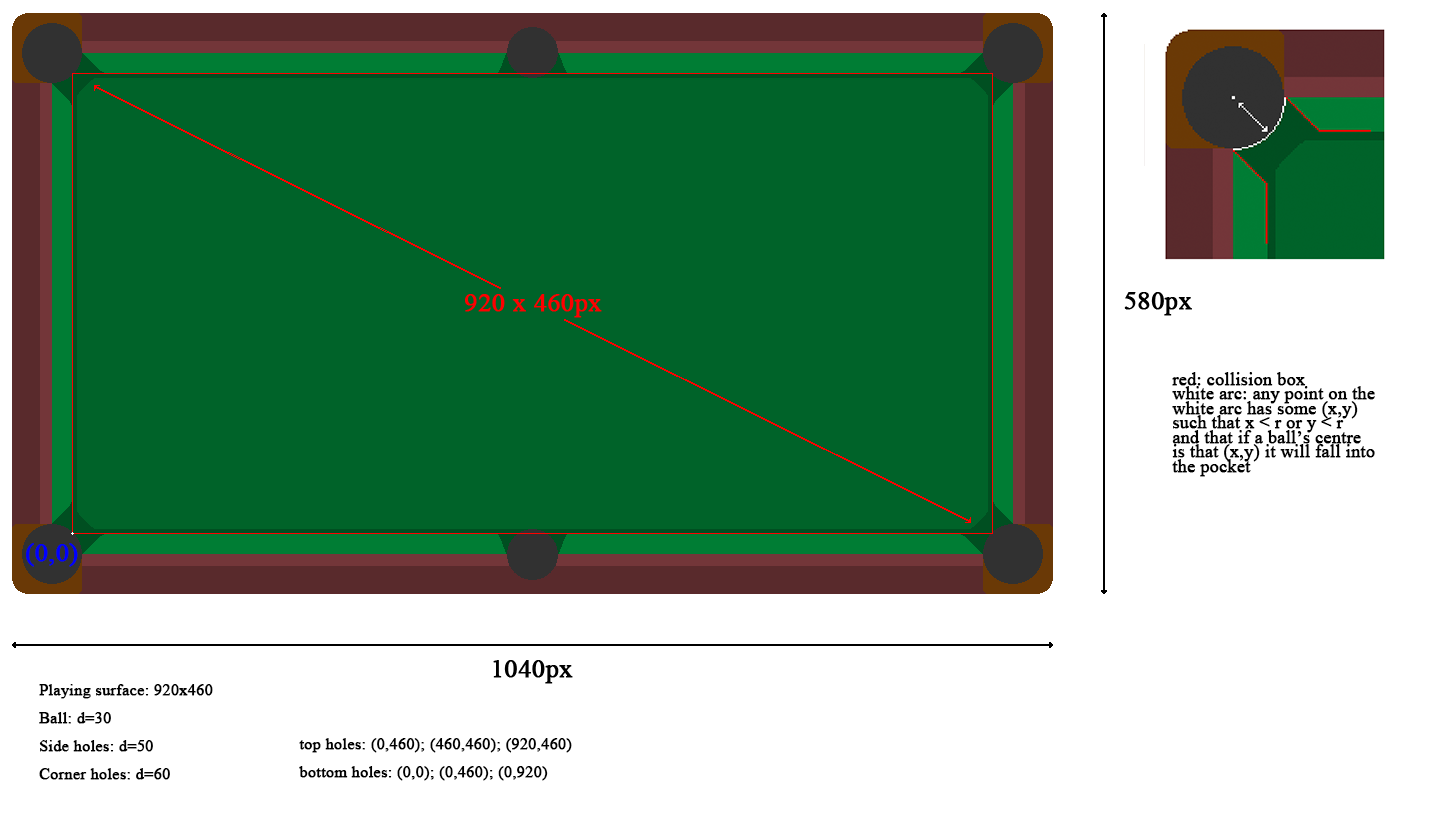 920 x 460px
580px
red: collision box
white arc: any point on the
white arc has some (x,y)
such that x < r or y < r
and that if a ball's centre
is that (x,y) it will fall into
the pocket
(0,0)
1040px
Playing surface: 920x460
Ball: d=30
Side holes: d=50
Corner holes: d=60
top holes: (0,460); (460,460); (920,460)
bottom holes: (0,0); (0,460); (0,920)